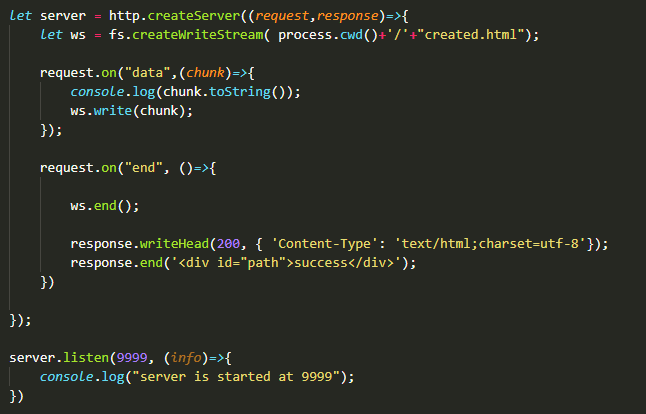 let server = http.createServer((request,response)=>{
    let ws = fs.createWriteStream( process.cwd()+'/'+"created.html");
    request.on("data",(chunk)=>{
        console.log(chunk.toString());
        ws.write(chunk);
    });
    request.on("end", ()=>{
        ws.end();
        response.writeHead(200, { 'Content-Type': 'text/html;charset=utf-8'});
        response.end('<div id="path">success</div>');
    })
});
server.listen(9999, (info)=>{
    console.log("server is started at 9999");
})